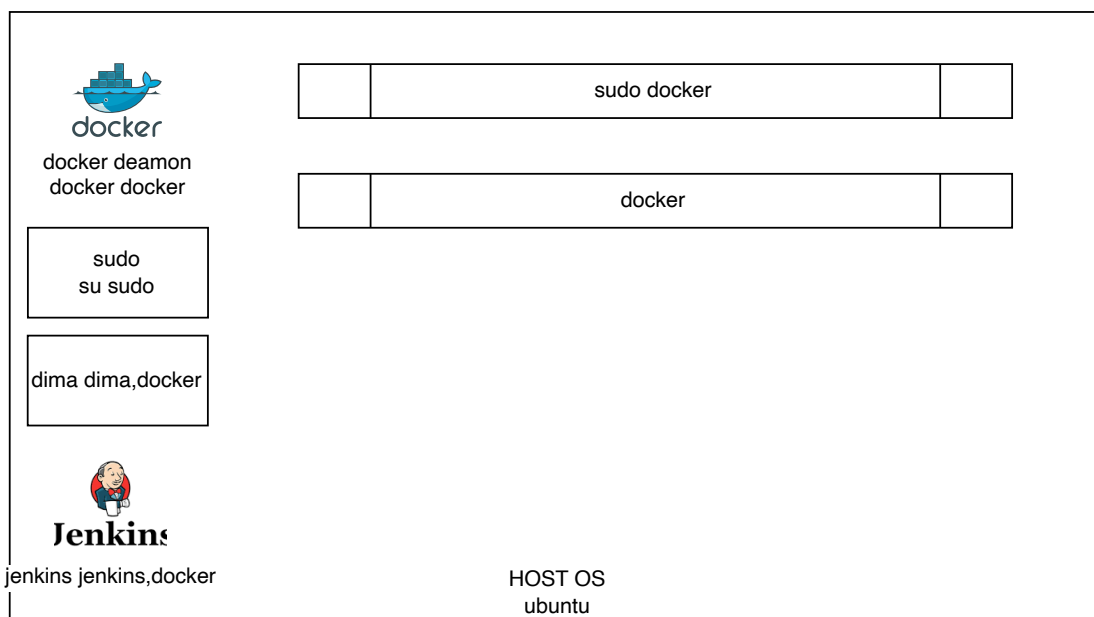 docker
docker deamon
docker docker
sudo
su sudo
dima dima,docker
Jenkins
jenkins jenkins,docker
sudo docker
docker
HOST OS
ubuntu